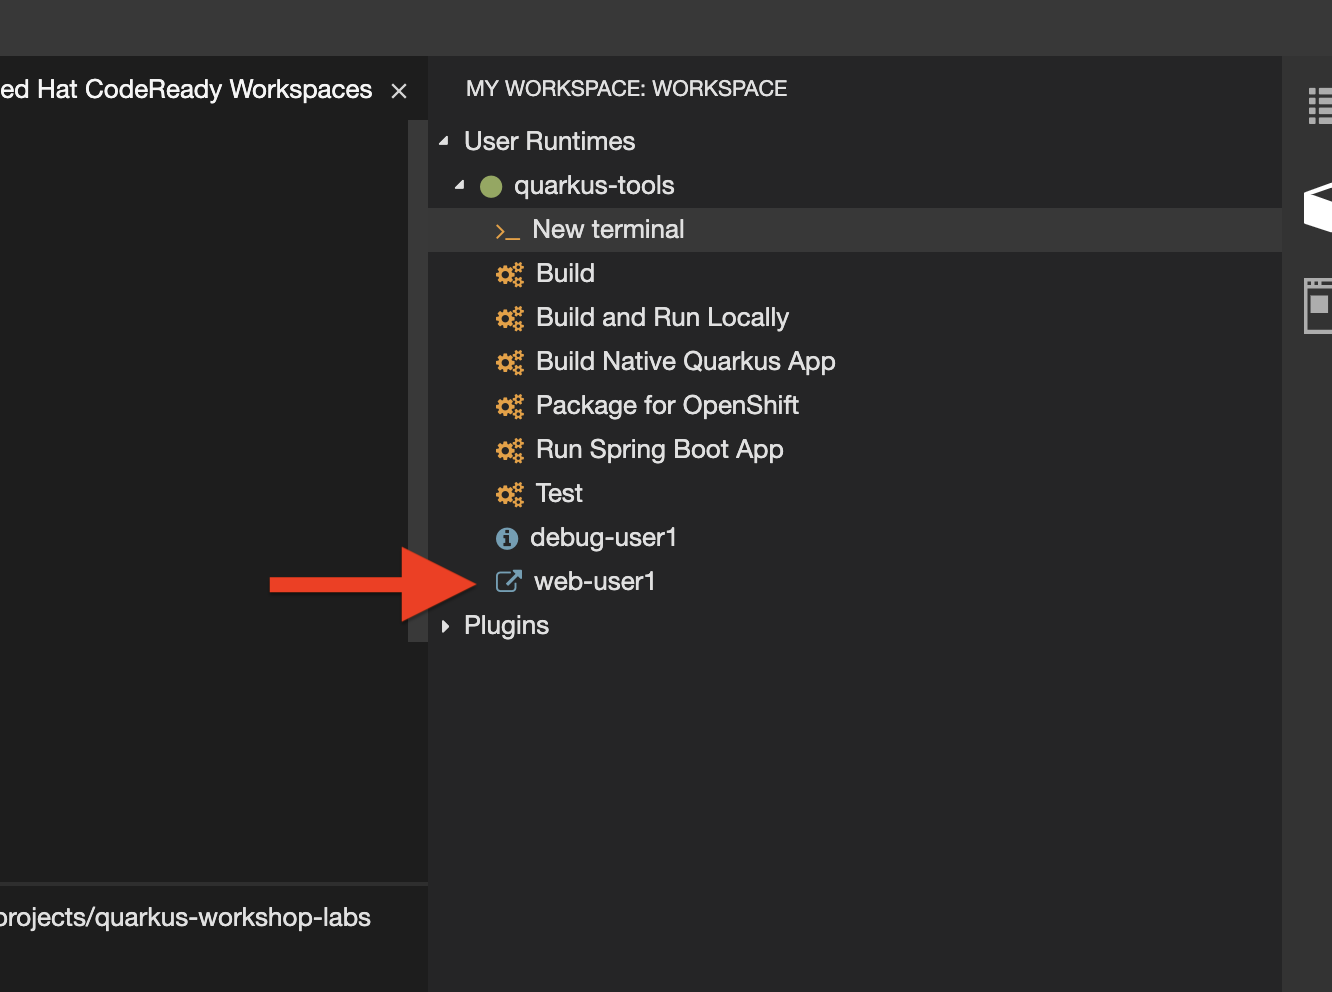 ed Hat CodeReady Workspaces
MY WORKSPACE: WORKSPACE
User Runtimes
quarkus-tools
New terminal
Build
Build and Run Locally
Build Native Quarkus App
Package for OpenShift
Run Spring Boot App
Test
debug-user1
web-user1
Plugins
projects/quarkus-workshop-labs